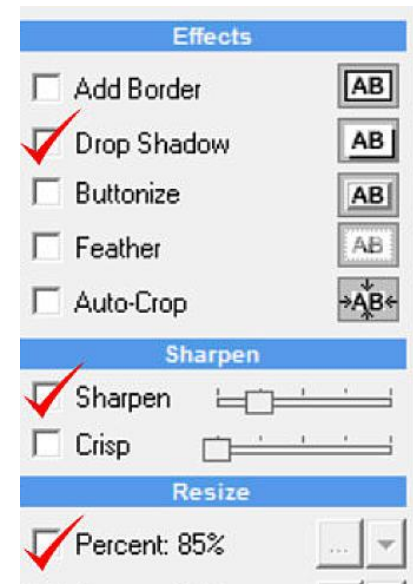 Effects
Add Border AB
Drop Shadow AB
Buttonize AB
Feather AB
Auto-Crop AB
Sharpen
Sharpen
Crisp
Resize
Percent: 85% ...